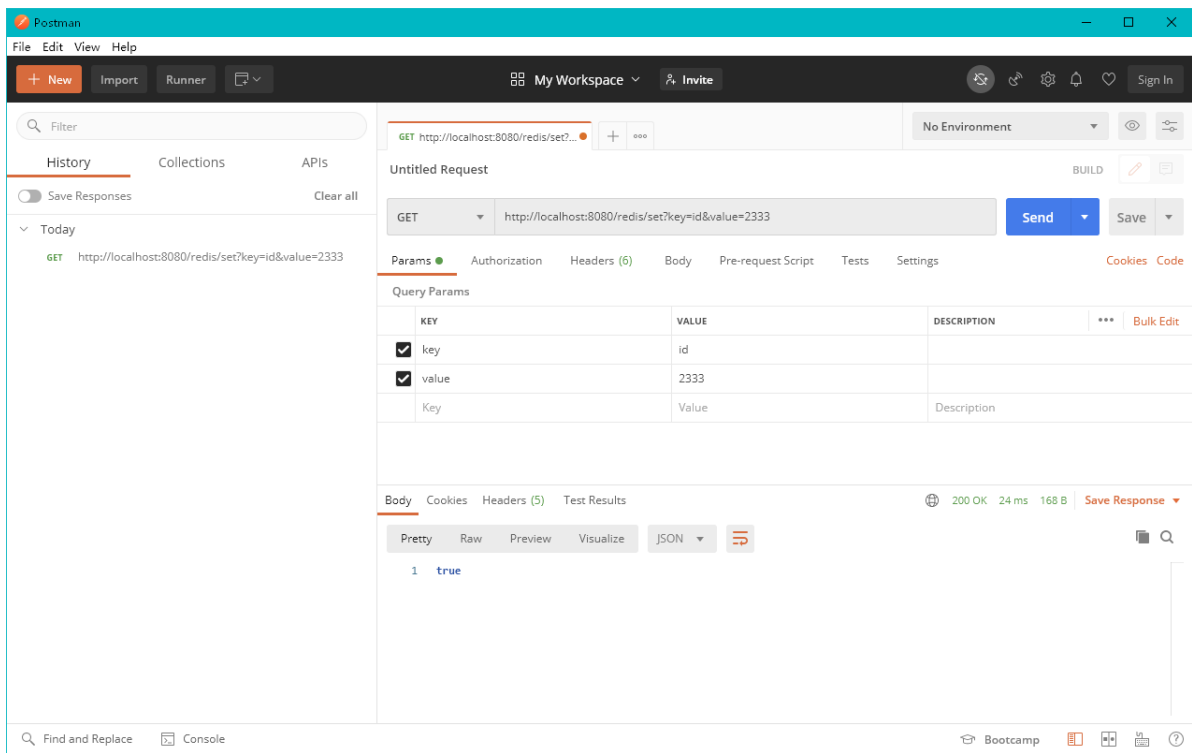 Postman
File Edit View Help
New Import Runner My Workspace Invite Sign In
Filter
History Collections APIs
Save Responses Clear all
Today
GET http://localhost:8080/redis/set?key=id&value=2333
GET http://localhost:8080/redis/set?...
No Environment
Untitled Request BUILD
GET http://localhost:8080/redis/set?key=id&value=2333 Send Save
Params Authorization Headers (6) Body Pre-request Script Tests Settings Cookies Code
Query Params
KEY VALUE DESCRIPTION Bulk Edit
key id
value 2333
Key Value Description
Body Cookies Headers (5) Test Results 200 OK 24 ms 168 B Save Response
Pretty Raw Preview Visualize JSON
1 true
Find and Replace Console Bootcamp